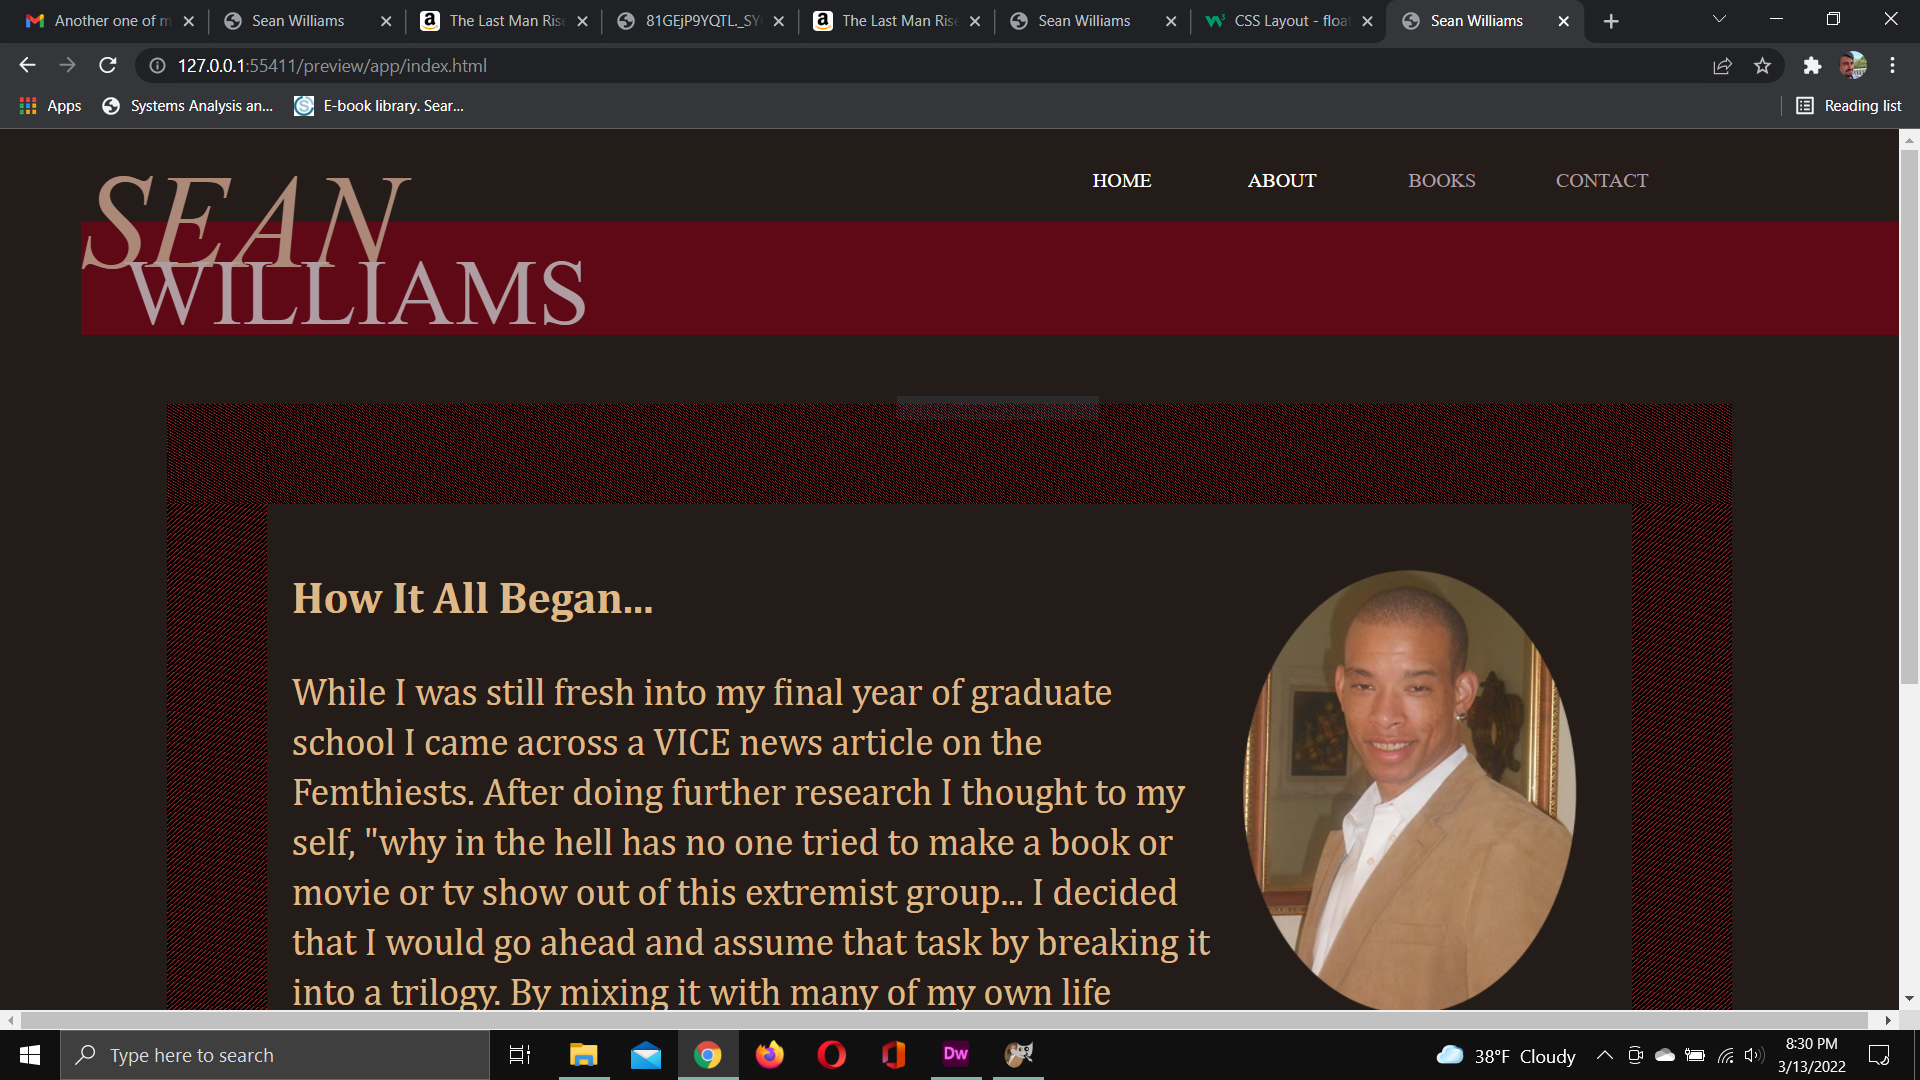 Another one of m
Sean Williams
The Last Man Rise
81GEjP9YQTL._SY
The Last Man Rise
Sean Williams
CSS Layout - float
Sean Williams
127.0.0.1:55411/preview/app/index.html
Apps
Systems Analysis an...
E-book library. Sear...
Reading list
SEAN
WILLIAMS
HOME
ABOUT
BOOKS
CONTACT
How It All Began...
While I was still fresh into my final year of graduate
school I came across a VICE news article on the
Femthiests. After doing further research I thought to my
self, "why in the hell has no one tried to make a book or
movie or tv show out of this extremist group... I decided
that I would go ahead and assume that task by breaking it
into a trilogy. By mixing it with many of my own life
Type here to search
Dw
38°F Cloudy
8:30 PM
3/13/2022